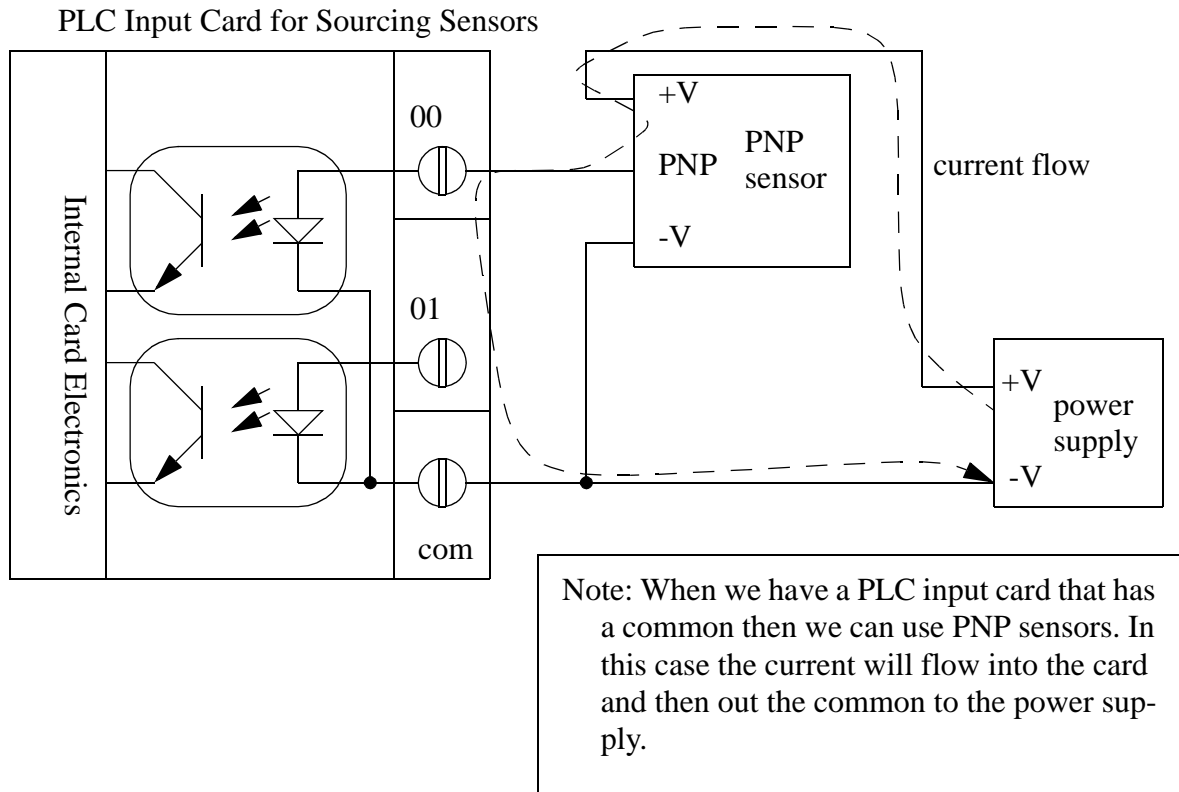 PLC Input Card for Sourcing Sensors
Internal Card Electronics
00
01
com
+V
PNP
-V
PNP
sensor
current flow
+V
-V
power
supply
Note: When we have a PLC input card that has
a common then we can use PNP sensors. In
this case the current will flow into the card
and then out the common to the power sup-
ply.